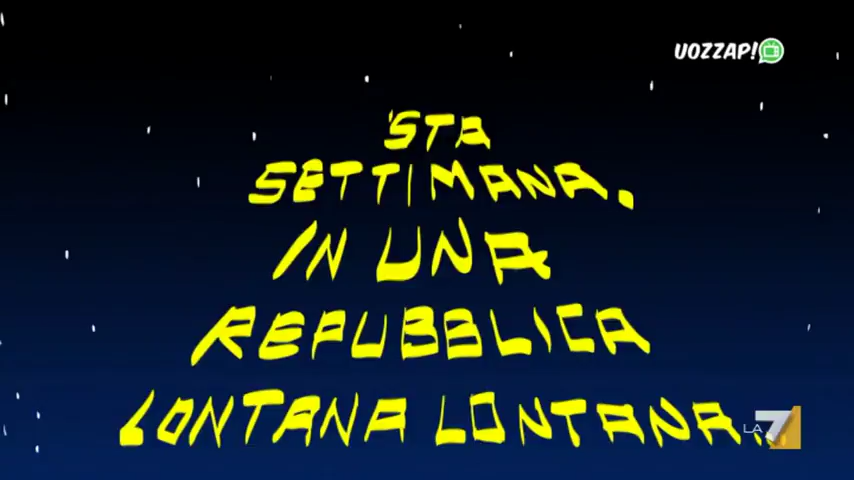 UOZZAP!
'STA
SETTIMANA.
IN UNA
REPUBBLICA
LONTANA LONTANA...
LA7